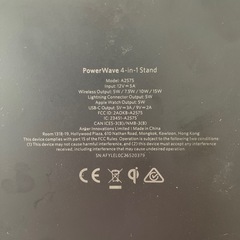 PowerWave 4-in-1 Stand
Model: A2575
Input 12V⎓5A
Wireless Output: 5W / 7.5W / 10W / 15W
Lightning Connector Output: 5W
Apple Watch Output: 5W
USB-C Output: 5V⎓3A / 9V⎓2A
FCC ID: 2AOKB-A2575
IC: 23451-A2575
CAN ICES-3(B)/NMB-3(B)
Anker Innovations Limited | Made in China
Room 1318-19, Hollywood Plaza, 610 Nathan Road, Mongkok, Kowloon, Hong Kong
This device complies with part 15 of the FCC Rules. Operation is subject to the following two conditions:
(1) This device may not cause harmful interference, and (2) this device must accept any interference
received, including interference that may cause undesired operation.